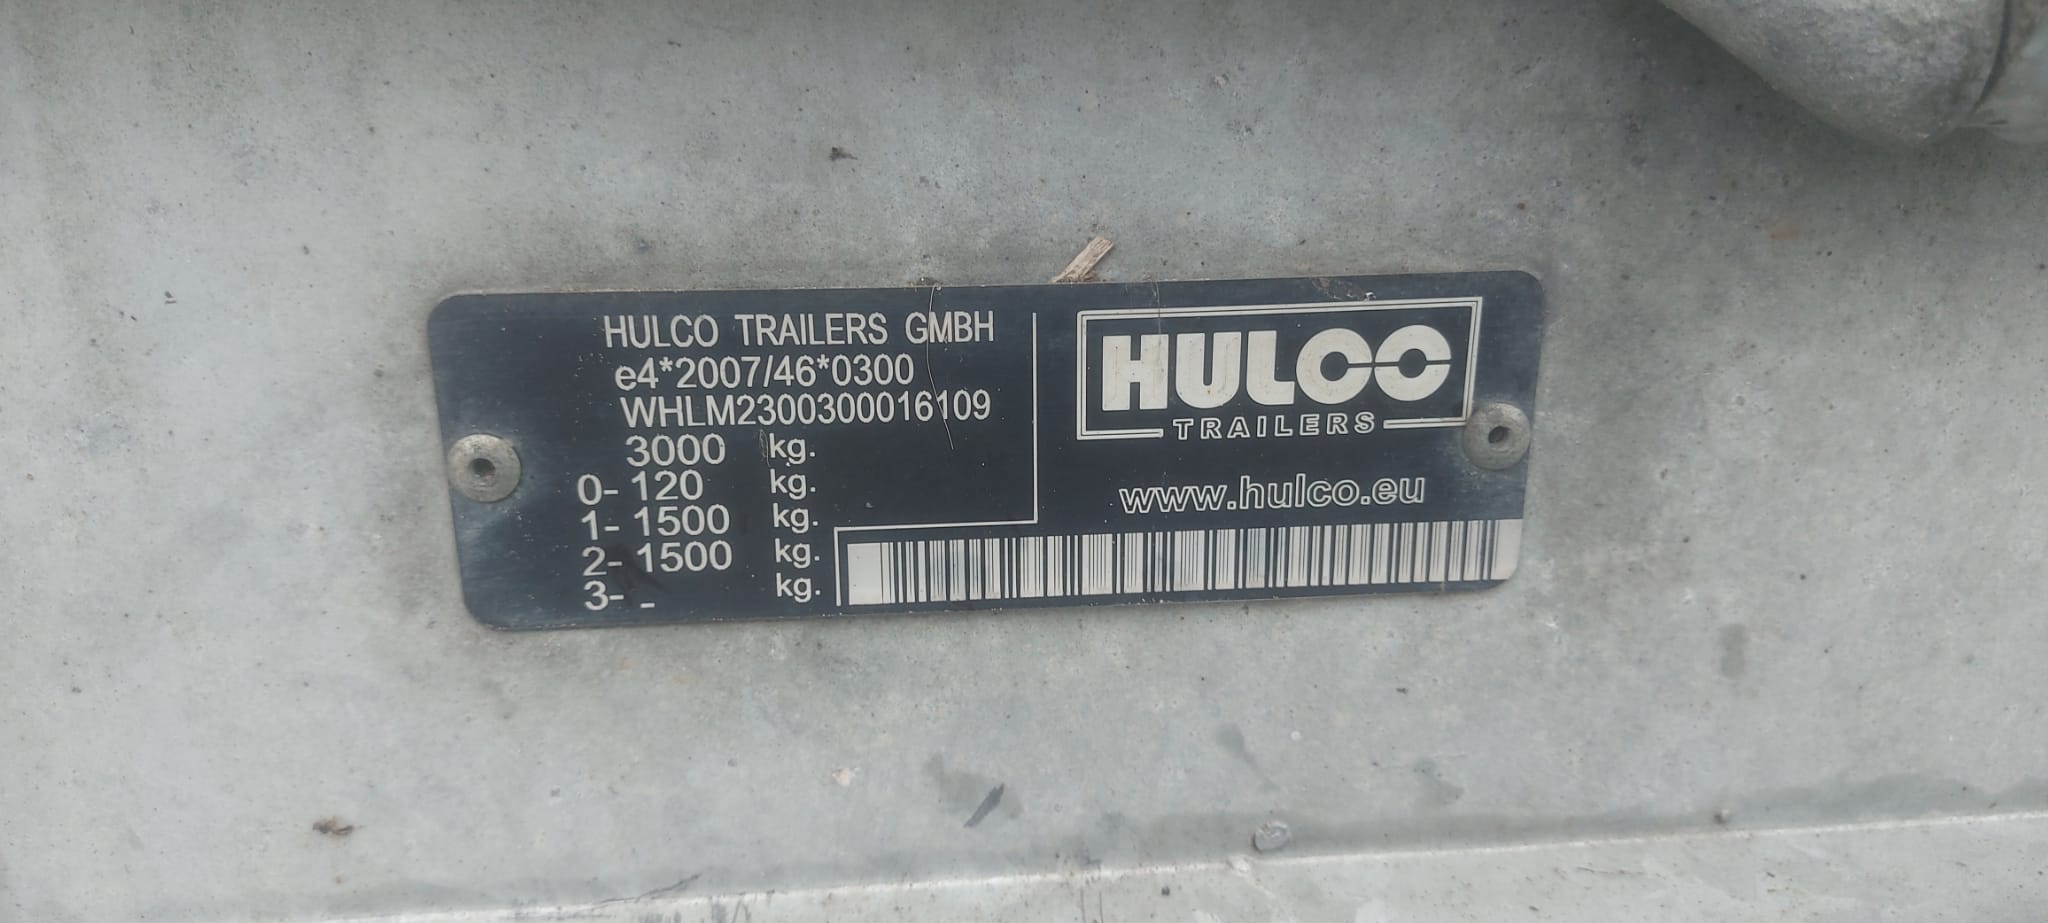 HULCO TRAILERS GMBH
e4*2007/46*0300
WHLM2300300016109
3000 kg.
0- 120 kg.
1- 1500 kg.
2- 1500 kg.
3- - kg.
HULCO
TRAILERS
www.hulco.eu